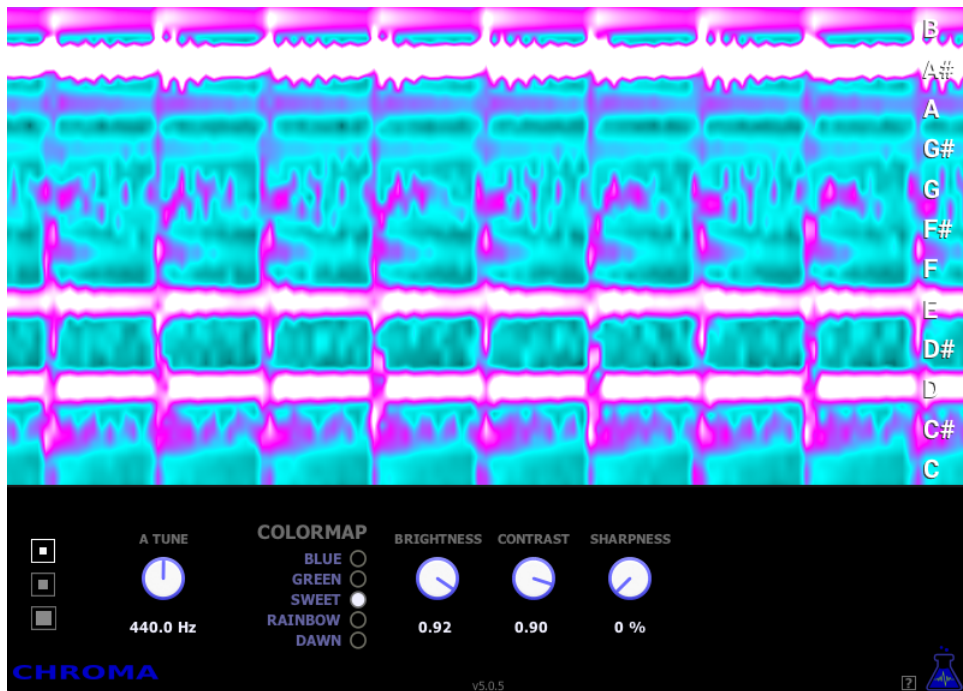 B
A#
A
G#
G
F#
F
E
D#
D
C#
C
A TUNE
440.0 Hz
COLORMAP
BLUE
GREEN
SWEET
RAINBOW
DAWN
BRIGHTNESS CONTRAST SHARPNESS
0.92 0.90 0 %
CHROMA
v5.0.5
?